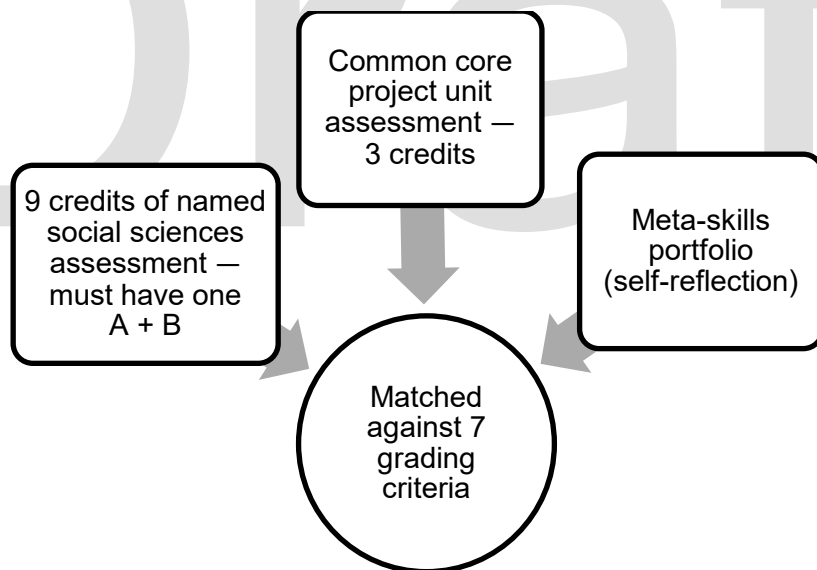 Draft
Common core
project unit
assessment —
3 credits
9 credits of named
social sciences
assessment —
must have one
A + B
Meta-skills
portfolio
(self-reflection)
Matched
against 7
grading
criteria